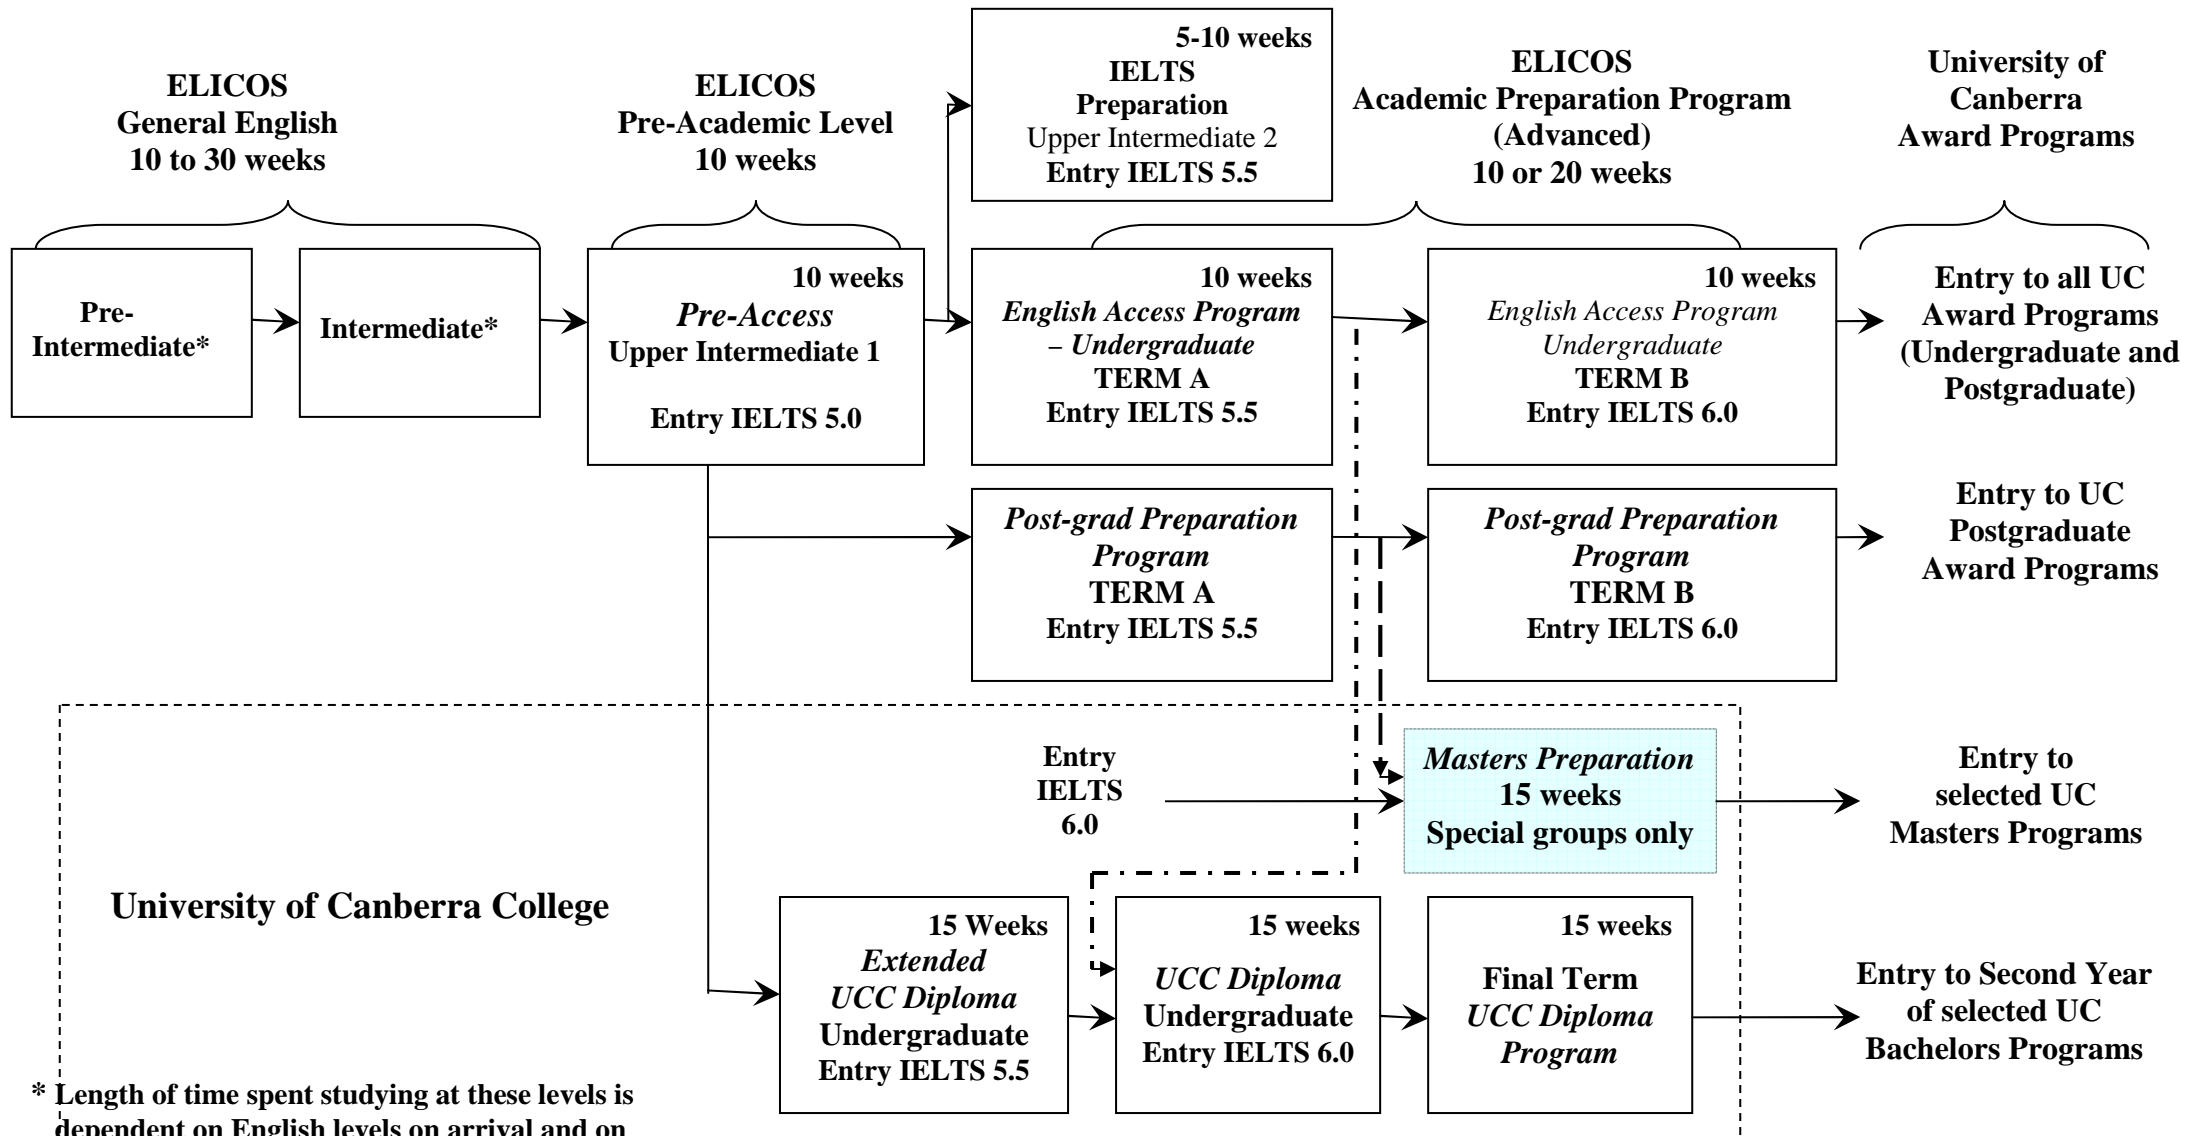 ELICOS
General English
10 to 30 weeks
ELICOS
Pre-Academic Level
10 weeks
5-10 weeks
IELTS
Preparation
Upper Intermediate 2
Entry IELTS 5.5
ELICOS
Academic Preparation Program
(Advanced)
10 or 20 weeks
University of
Canberra
Award Programs
Pre-
Intermediate*
Intermediate*
10 weeks
Pre-Access
Upper Intermediate 1
Entry IELTS 5.0
10 weeks
English Access Program
– Undergraduate
TERM A
Entry IELTS 5.5
10 weeks
English Access Program
Undergraduate
TERM B
Entry IELTS 6.0
Entry to all UC
Award Programs
(Undergraduate and
Postgraduate)
Post-grad Preparation
Program
TERM A
Entry IELTS 5.5
Post-grad Preparation
Program
TERM B
Entry IELTS 6.0
Entry to UC
Postgraduate
Award Programs
Entry
IELTS
6.0
Masters Preparation
15 weeks
Special groups only
Entry to
selected UC
Masters Programs
University of Canberra College
15 Weeks
Extended
UCC Diploma
Undergraduate
Entry IELTS 5.5
15 weeks
UCC Diploma
Undergraduate
Entry IELTS 6.0
15 weeks
Final Term
UCC Diploma
Program
Entry to Second Year
of selected UC
Bachelors Programs
* Length of time spent studying at these levels is
dependent on English levels on arrival and on